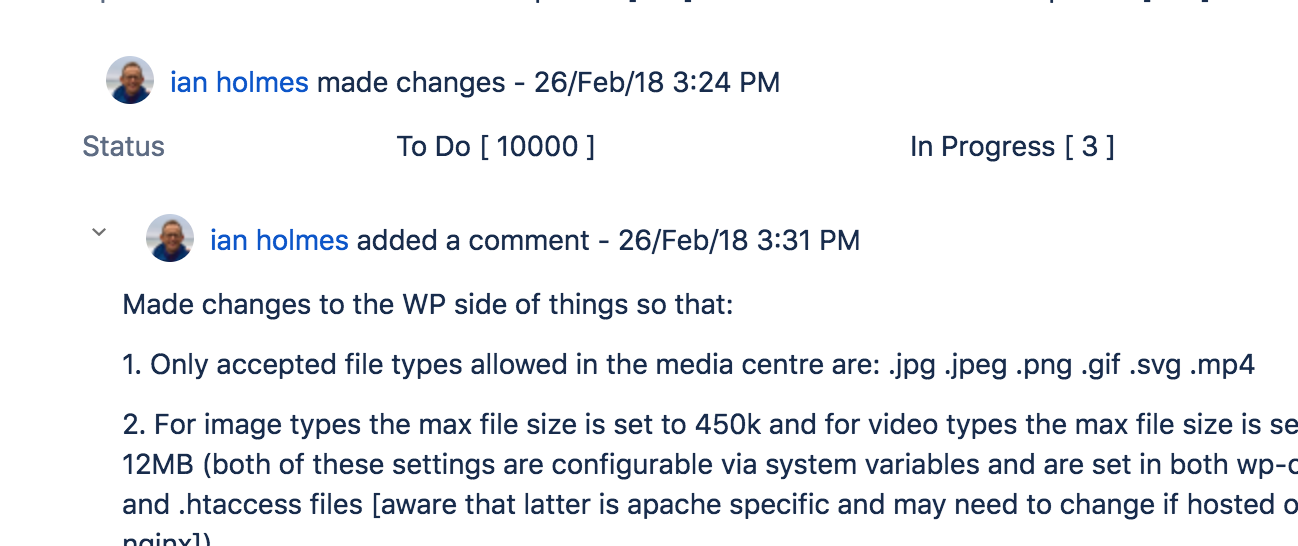 ian holmes made changes - 26/Feb/18 3:24 PM
Status To Do [ 10000 ] In Progress [ 3 ]
ian holmes added a comment - 26/Feb/18 3:31 PM
Made changes to the WP side of things so that:
1. Only accepted file types allowed in the media centre are: .jpg .jpeg .png .gif .svg .mp4
2. For image types the max file size is set to 450k and for video types the max file size is se
12MB (both of these settings are configurable via system variables and are set in both wp-c
and .htaccess files [aware that latter is apache specific and may need to change if hosted o
nginx])